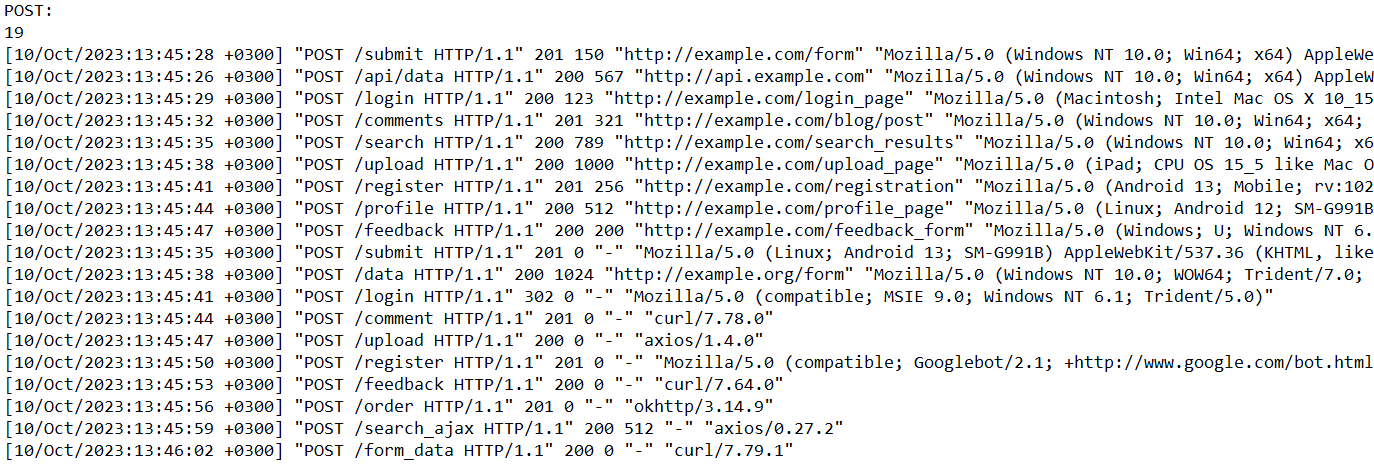 POST:
19
[10/Oct/2023:13:45:28 +0300] "POST /submit HTTP/1.1" 201 150 "http://example.com/form" "Mozilla/5.0 (Windows NT 10.0; Win64; x64) AppleWe
[10/Oct/2023:13:45:26 +0300] "POST /api/data HTTP/1.1" 200 567 "http://api.example.com" "Mozilla/5.0 (Windows NT 10.0; Win64; x64) AppleW
[10/Oct/2023:13:45:29 +0300] "POST /login HTTP/1.1" 200 123 "http://example.com/login_page" "Mozilla/5.0 (Macintosh; Intel Mac OS X 10_15
[10/Oct/2023:13:45:32 +0300] "POST /comments HTTP/1.1" 201 321 "http://example.com/blog/post" "Mozilla/5.0 (Windows NT 10.0; Win64; x64;
[10/Oct/2023:13:45:35 +0300] "POST /search HTTP/1.1" 200 789 "http://example.com/search_results" "Mozilla/5.0 (Windows NT 10.0; Win64; x6
[10/Oct/2023:13:45:38 +0300] "POST /upload HTTP/1.1" 200 1000 "http://example.com/upload_page" "Mozilla/5.0 (iPad; CPU OS 15_5 like Mac O
[10/Oct/2023:13:45:41 +0300] "POST /register HTTP/1.1" 201 256 "http://example.com/registration" "Mozilla/5.0 (Android 13; Mobile; rv:102
[10/Oct/2023:13:45:44 +0300] "POST /profile HTTP/1.1" 200 512 "http://example.com/profile_page" "Mozilla/5.0 (Linux; Android 12; SM-G991B
[10/Oct/2023:13:45:47 +0300] "POST /feedback HTTP/1.1" 200 200 "http://example.com/feedback_form" "Mozilla/5.0 (Windows; U; Windows NT 6.
[10/Oct/2023:13:45:35 +0300] "POST /submit HTTP/1.1" 201 0 "-" "Mozilla/5.0 (Linux; Android 13; SM-G991B) AppleWebKit/537.36 (KHTML, like
[10/Oct/2023:13:45:38 +0300] "POST /data HTTP/1.1" 200 1024 "http://example.org/form" "Mozilla/5.0 (Windows NT 10.0; WOW64; Trident/7.0;
[10/Oct/2023:13:45:41 +0300] "POST /login HTTP/1.1" 302 0 "-" "Mozilla/5.0 (compatible; MSIE 9.0; Windows NT 6.1; Trident/5.0)"
[10/Oct/2023:13:45:44 +0300] "POST /comment HTTP/1.1" 201 0 "-" "curl/7.78.0"
[10/Oct/2023:13:45:47 +0300] "POST /upload HTTP/1.1" 200 0 "-" "axios/1.4.0"
[10/Oct/2023:13:45:50 +0300] "POST /register HTTP/1.1" 201 0 "-" "Mozilla/5.0 (compatible; Googlebot/2.1; +http://www.google.com/bot.html
[10/Oct/2023:13:45:53 +0300] "POST /feedback HTTP/1.1" 200 0 "-" "curl/7.64.0"
[10/Oct/2023:13:45:56 +0300] "POST /order HTTP/1.1" 201 0 "-" "okhttp/3.14.9"
[10/Oct/2023:13:45:59 +0300] "POST /search_ajax HTTP/1.1" 200 512 "-" "axios/0.27.2"
[10/Oct/2023:13:46:02 +0300] "POST /form_data HTTP/1.1" 200 0 "-" "curl/7.79.1"